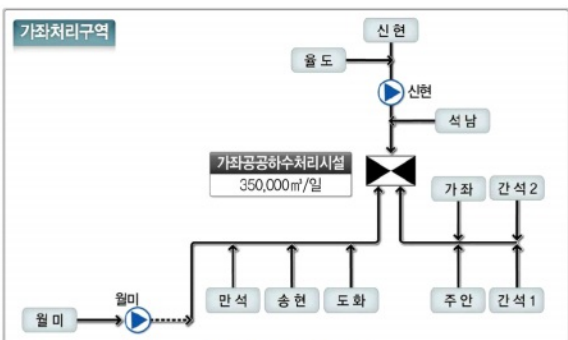 가좌처리구역
신현
율도
신현
석남
가좌공공하수처리시설
350,000㎥/일
가좌
간석2
월미
만석
송현
도화
주안
간석1
월미